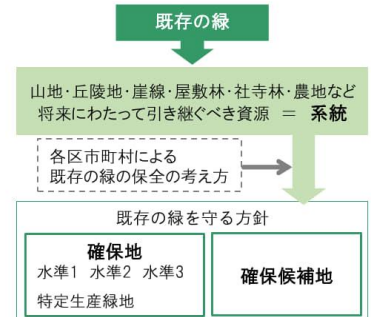 既存の緑
山地・丘陵地・崖線・屋敷林・社寺林・農地など
将来にわたって引き継ぐべき資源 ＝ 系統
各区市町村による
既存の緑の保全の考え方
既存の緑を守る方針
確保地
水準1 水準2 水準3
特定生産緑地
確保候補地